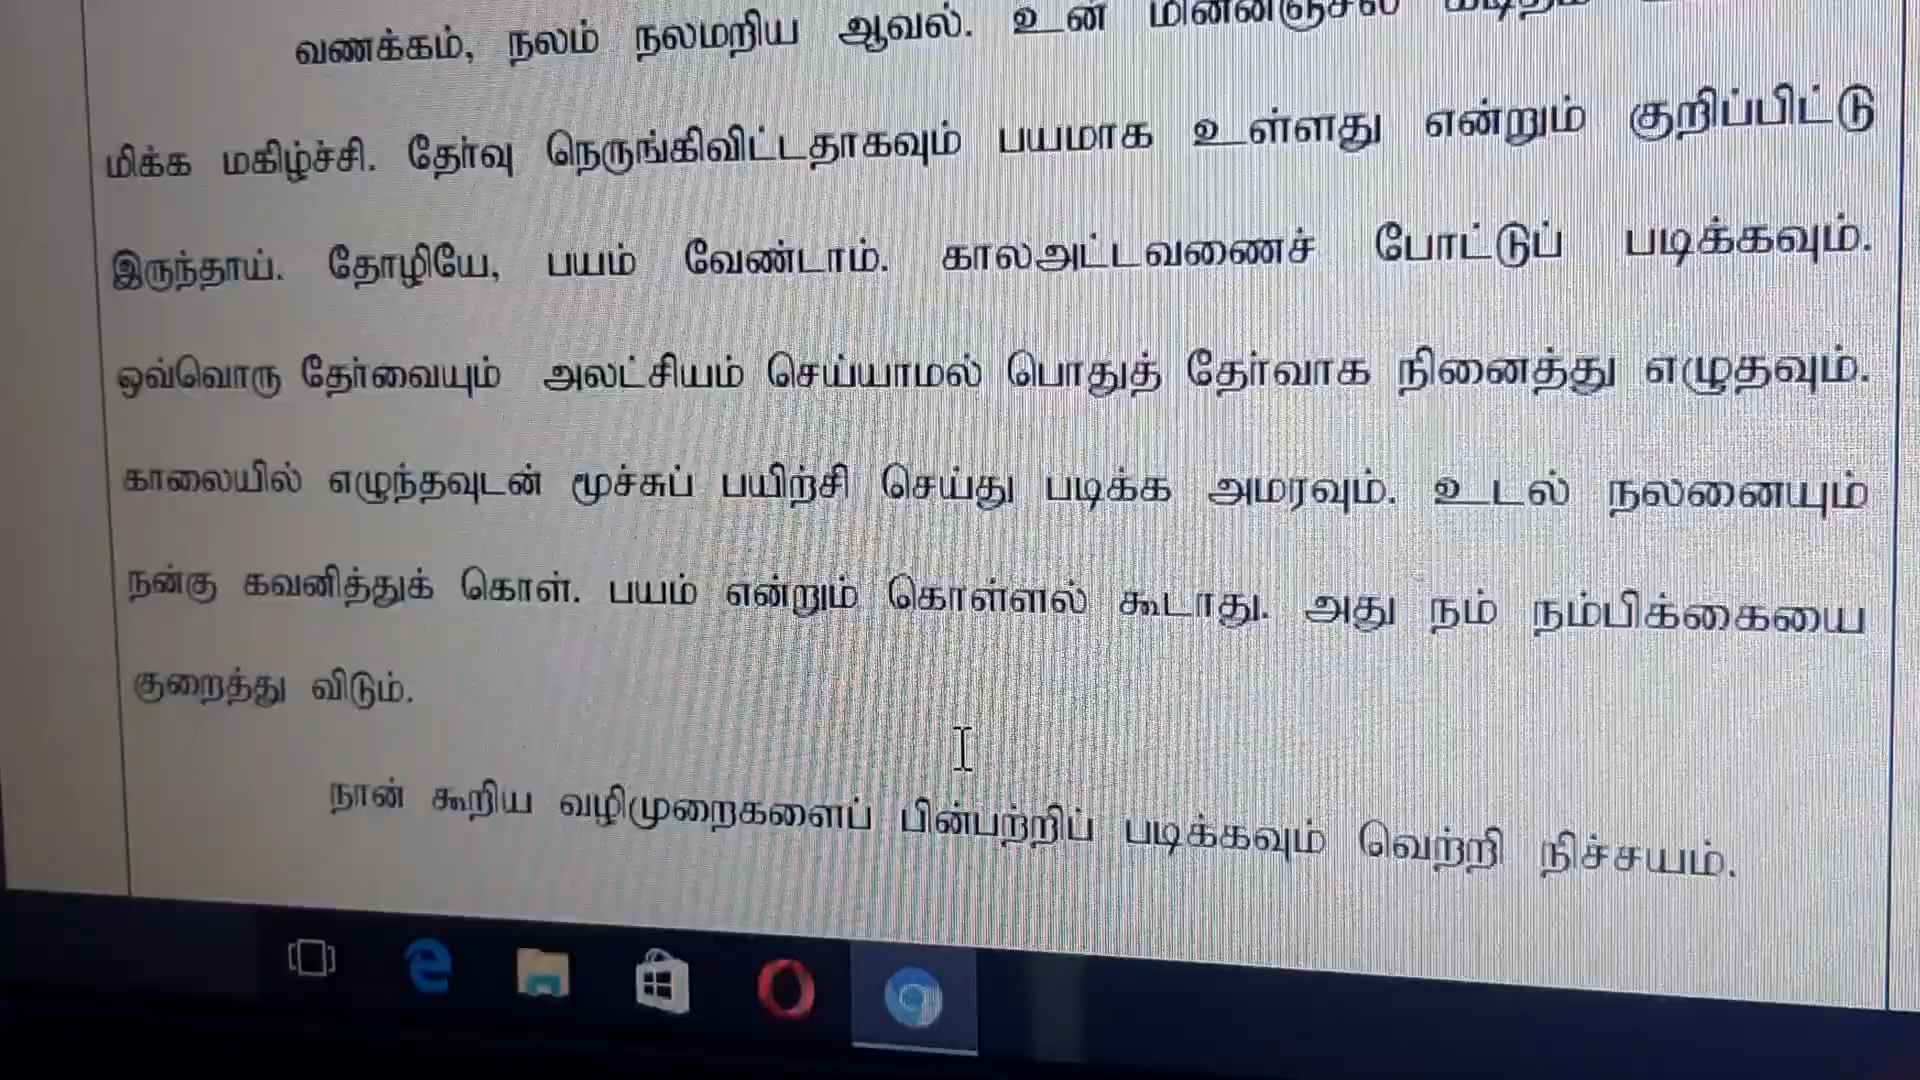 வணக்கம், நலம் நலமறிய ஆவல். உன் மின்னஞ்சல்
மிக்க மகிழ்ச்சி. தேர்வு நெருங்கிவிட்டதாகவும் பயமாக உள்ளது என்றும் குறிப்பிட்டு
இருந்தாய். தோழியே, பயம் வேண்டாம். காலஅட்டவணைச் போட்டுப் படிக்கவும்.
ஒவ்வொரு தேர்வையும் அலட்சியம் செய்யாமல் பொதுத் தேர்வாக நினைத்து எழுதவும்.
காலையில் எழுந்தவுடன் மூச்சுப் பயிற்சி செய்து படிக்க அமரவும். உடல் நலனையும்
நன்கு கவனித்துக் கொள். பயம் என்றும் கொள்ளல் கூடாது. அது நம் நம்பிக்கையை
குறைத்து விடும்.
நான் கூறிய வழிமுறைகளைப் பின்பற்றிப் படிக்கவும் வெற்றி நிச்சயம்.